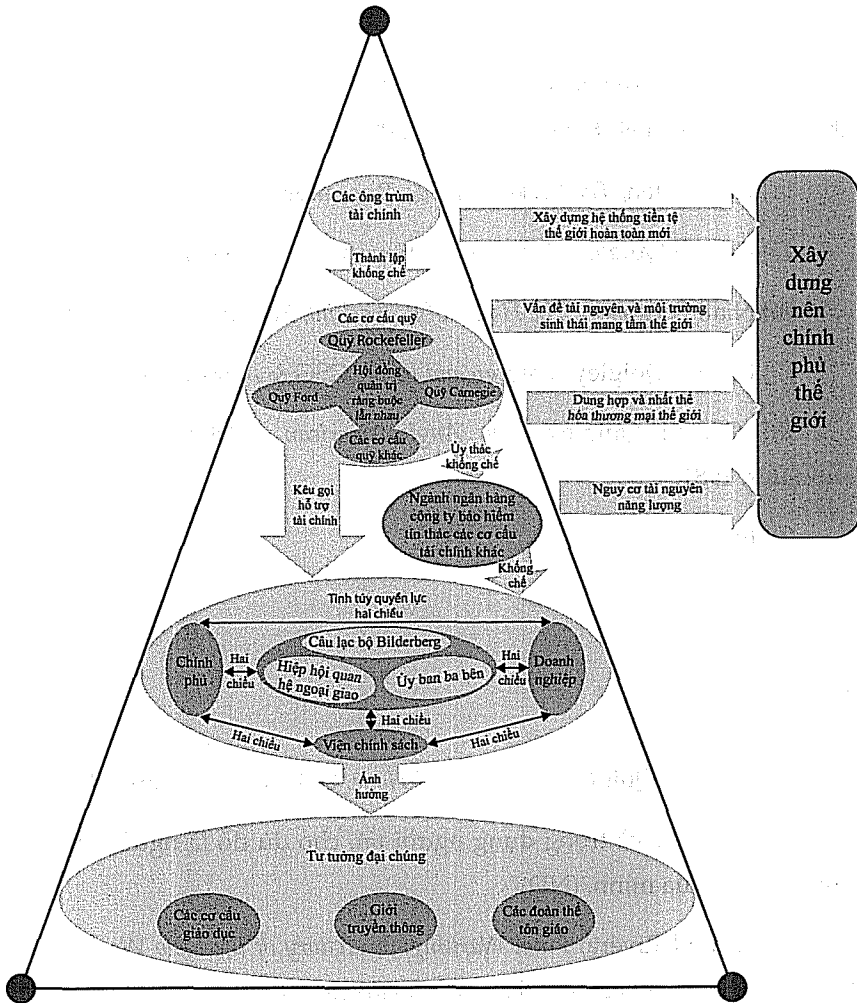 Các ông trùm
tài chính
Thành lập
khống chế
Các cơ cấu quỹ
Quỹ Rockefeller
Hội đồng
quản trị
ràng buộc
lẫn nhau
Quỹ Ford
Quỹ Carnegie
Các cơ cấu
quỹ khác
Ủy thác
khống chế
Kêu gọi
hỗ trợ
tài chính
Ngành ngân hàng
công ty bảo hiểm
tín thác các cơ cấu
tài chính khác
Khống
chế
Tinh túy quyền lực
hai chiều
Chính
phủ
Hai
chiều
Câu lạc bộ Bilderberg
Hiệp hội quan
hệ ngoại giao
Ủy ban ba bên
Hai
chiều
Doanh
nghiệp
Hai chiều
Hai chiều
Viện chính sách
Hai chiều
Ảnh
hưởng
Tư tưởng đại chúng
Các cơ cấu
giáo dục
Giới
truyền thông
Các đoàn thể
tôn giáo
Xây dựng hệ thống tiền tệ
thế giới hoàn toàn mới
Vấn đề tài nguyên và môi trường
sinh thái mang tầm thế giới
Dung hợp và nhất thể
hóa thương mại thế giới
Nguy cơ tài nguyên
năng lượng
Xây
dựng
nên
chính
phủ
thế
giới